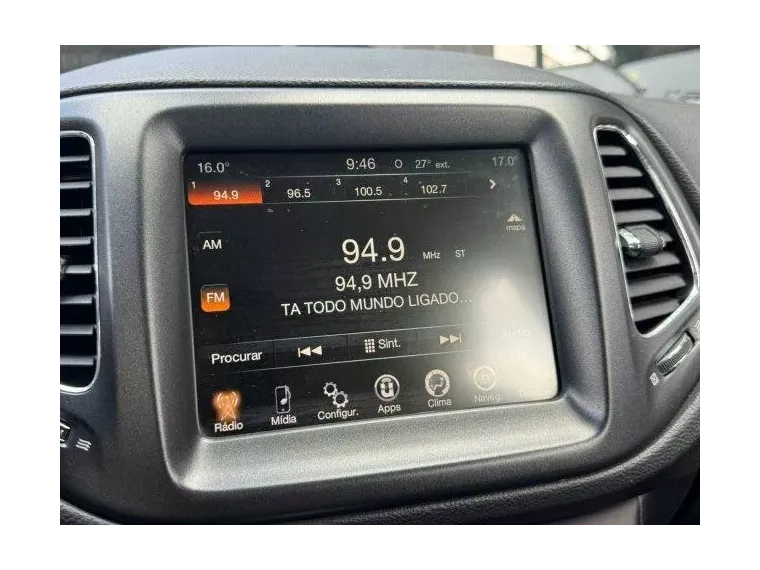 16.0° 9:46 O 27° ext. 17.0°
1 94.9 2 96.5 3 100.5 4 102.7
AM 94.9 MHz ST mapa
FM 94,9 MHZ
TA TODO MUNDO LIGADO...
Procurar Sint. Áudio
Rádio Mídia Configur. Apps Clima Naveg.